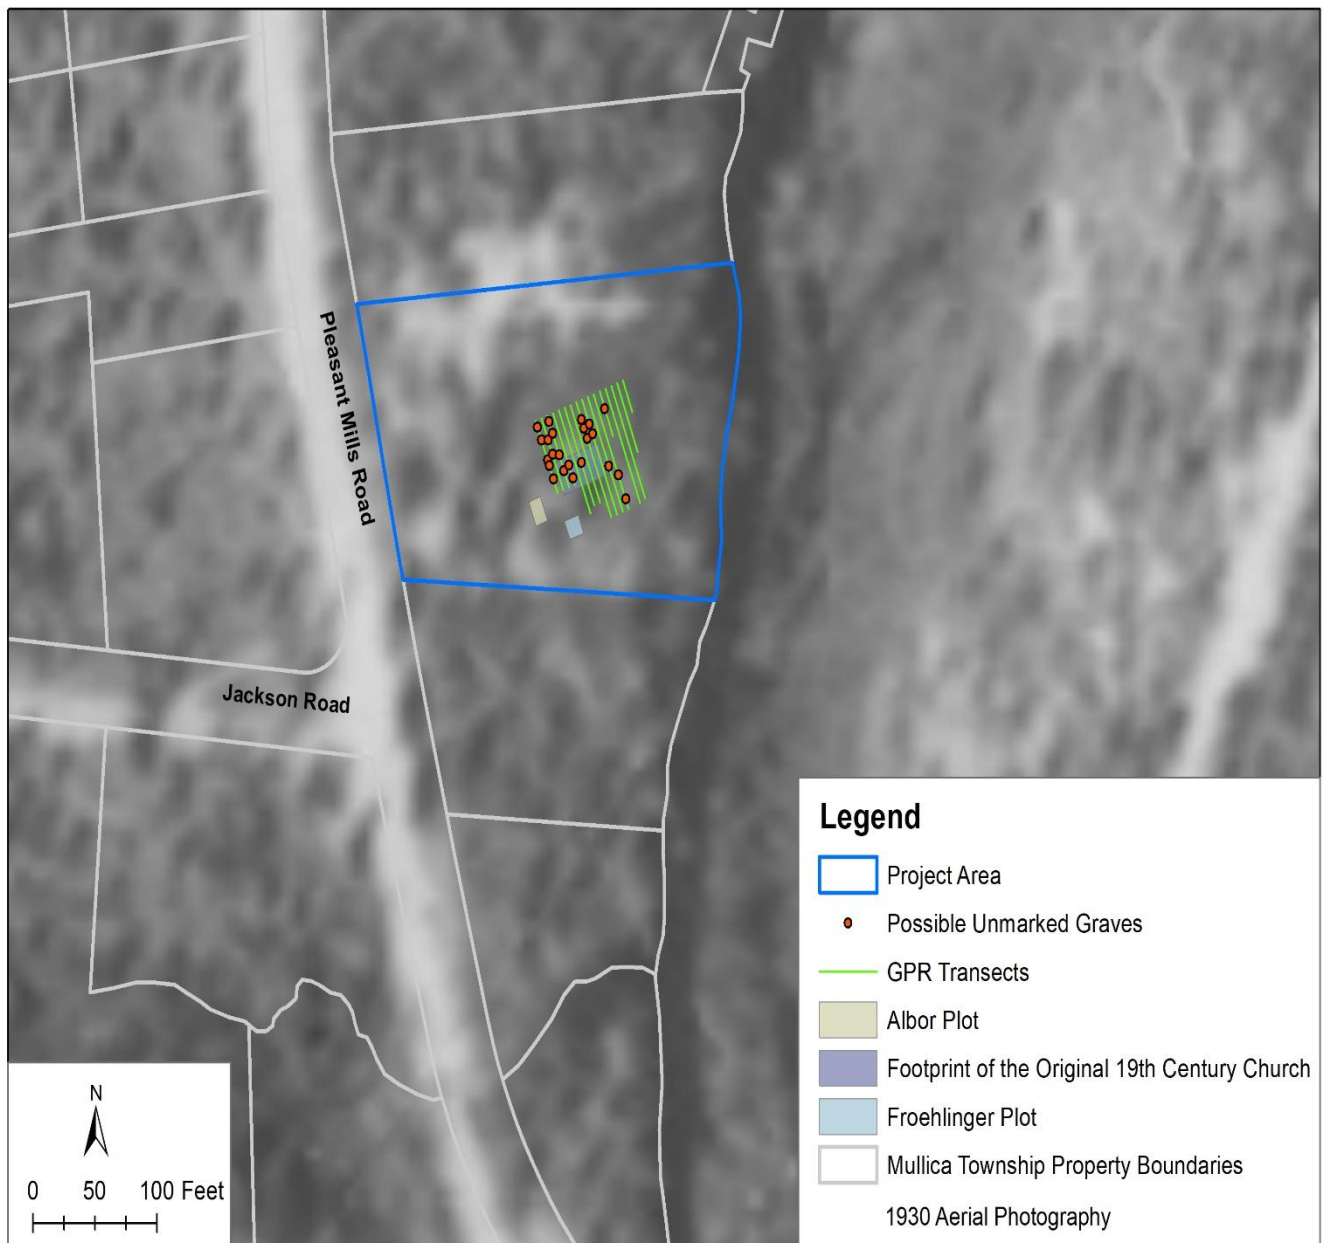 Pleasant Mills Road
Jackson Road
Legend
Project Area
Possible Unmarked Graves
GPR Transects
Albor Plot
Footprint of the Original 19th Century Church
Froehlinger Plot
Mullica Township Property Boundaries
1930 Aerial Photography
N
0 50 100 Feet